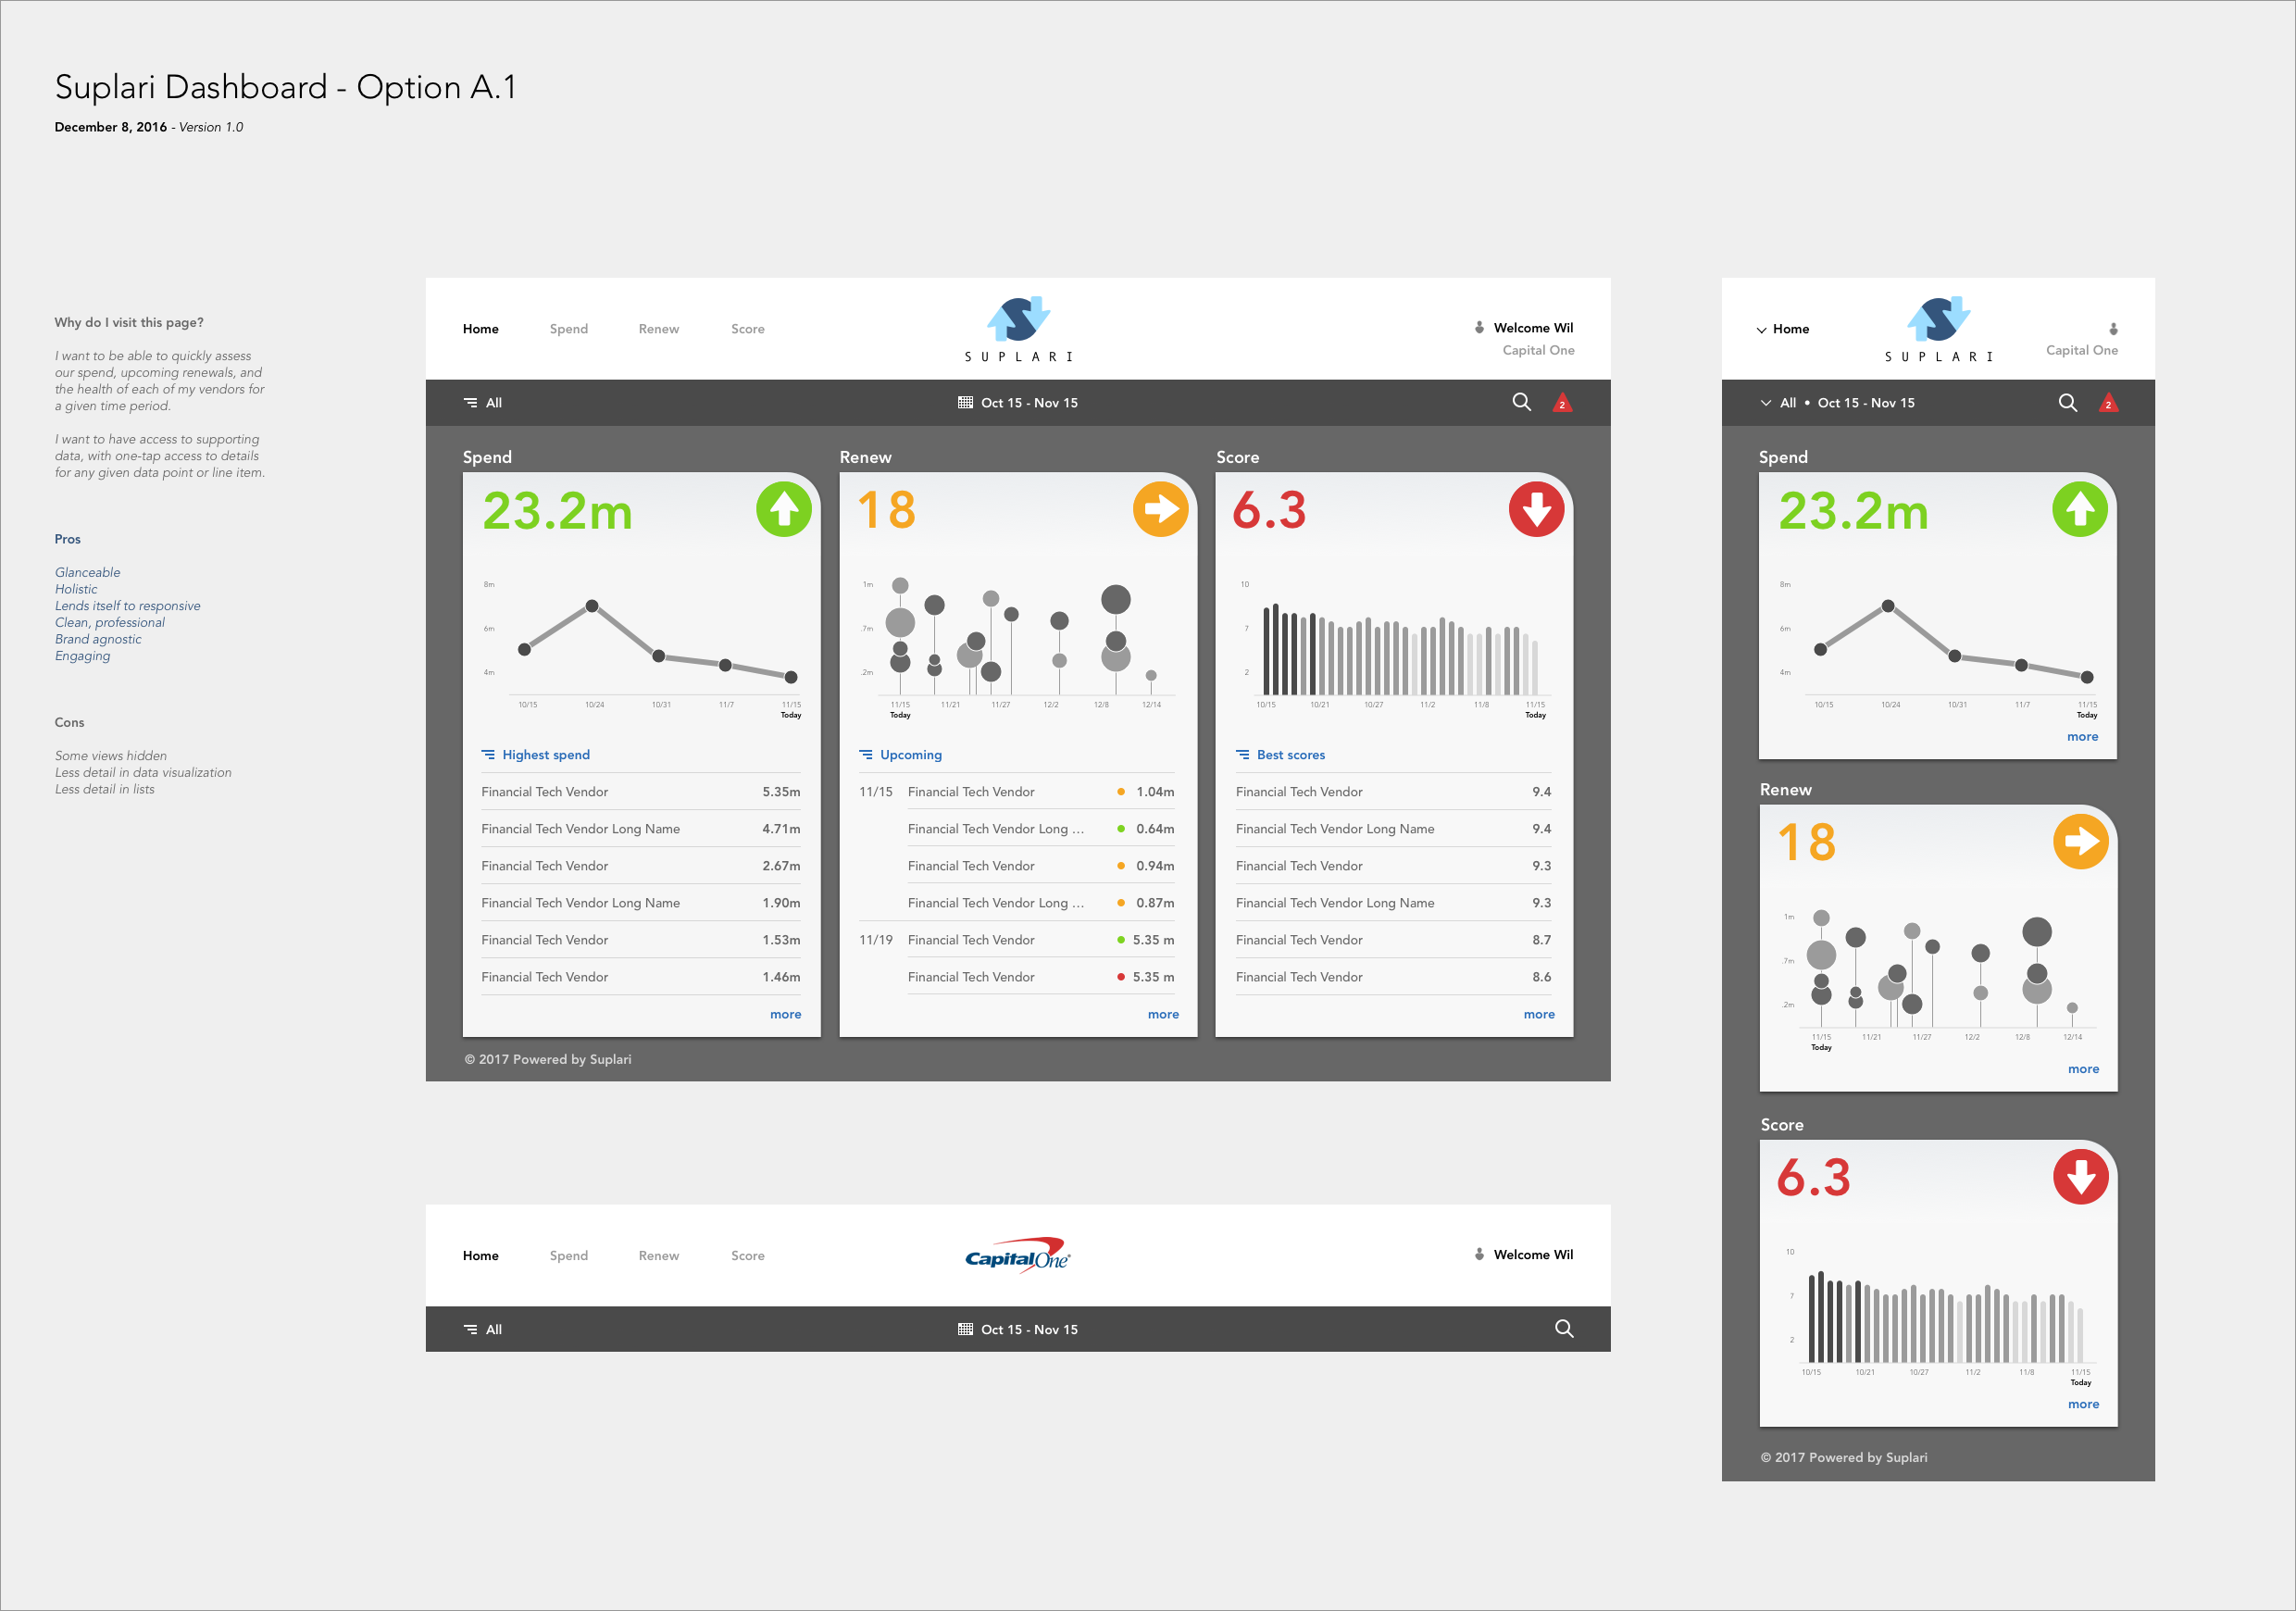 Suplari Dashboard - Option A.1
December 8, 2016 - Version 1.0
Why do I visit this page?
I want to be able to quickly assess
our spend, upcoming renewals, and
the health of each of my vendors for
a given time period.
I want to have access to supporting
data, with one-tap access to details
for any given data point or line item.
Pros
Glanceable
Holistic
Lends itself to responsive
Clean, professional
Brand agnostic
Engaging
Cons
Some views hidden
Less detail in data visualization
Less detail in lists
Home Spend Renew Score
SUPLARI
Welcome Wil
Capital One
All
Oct 15 - Nov 15
2
Spend
23.2m
8m
6m
4m
10/15 10/24 10/31 11/7 11/15
Today
Highest spend
Financial Tech Vendor 5.35m
Financial Tech Vendor Long Name 4.71m
Financial Tech Vendor 2.67m
Financial Tech Vendor Long Name 1.90m
Financial Tech Vendor 1.53m
Financial Tech Vendor 1.46m
more
Renew
18
1m
.7m
.2m
11/15 11/21 11/27 12/2 12/8 12/14
Today
Upcoming
11/15 Financial Tech Vendor 1.04m
Financial Tech Vendor Long ... 0.64m
Financial Tech Vendor 0.94m
Financial Tech Vendor Long ... 0.87m
11/19 Financial Tech Vendor 5.35 m
Financial Tech Vendor 5.35 m
more
Score
6.3
10
7
2
10/15 10/21 10/27 11/2 11/8 11/15
Today
Best scores
Financial Tech Vendor 9.4
Financial Tech Vendor Long Name 9.4
Financial Tech Vendor 9.3
Financial Tech Vendor Long Name 9.3
Financial Tech Vendor 8.7
Financial Tech Vendor 8.6
more
© 2017 Powered by Suplari
Home Spend Renew Score
CapitalOne®
Welcome Wil
All
Oct 15 - Nov 15
Home
SUPLARI
Capital One
All • Oct 15 - Nov 15
2
Spend
23.2m
8m
6m
4m
10/15 10/24 10/31 11/7 11/15
Today
more
Renew
18
1m
.7m
.2m
11/15 11/21 11/27 12/2 12/8 12/14
Today
more
Score
6.3
10
7
2
10/15 10/21 10/27 11/2 11/8 11/15
Today
more
© 2017 Powered by Suplari